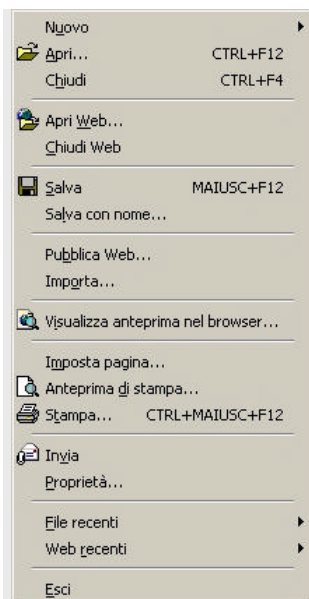 Nuovo
Apri... CTRL+F12
Chiudi CTRL+F4
Apri Web...
Chiudi Web
Salva MAIUSC+F12
Salva con nome...
Pubblica Web...
Importa...
Visualizza anteprima nel browser...
Imposta pagina...
Anteprima di stampa...
Stampa... CTRL+MAIUSC+F12
Invia
Proprietà...
File recenti
Web recenti
Esci